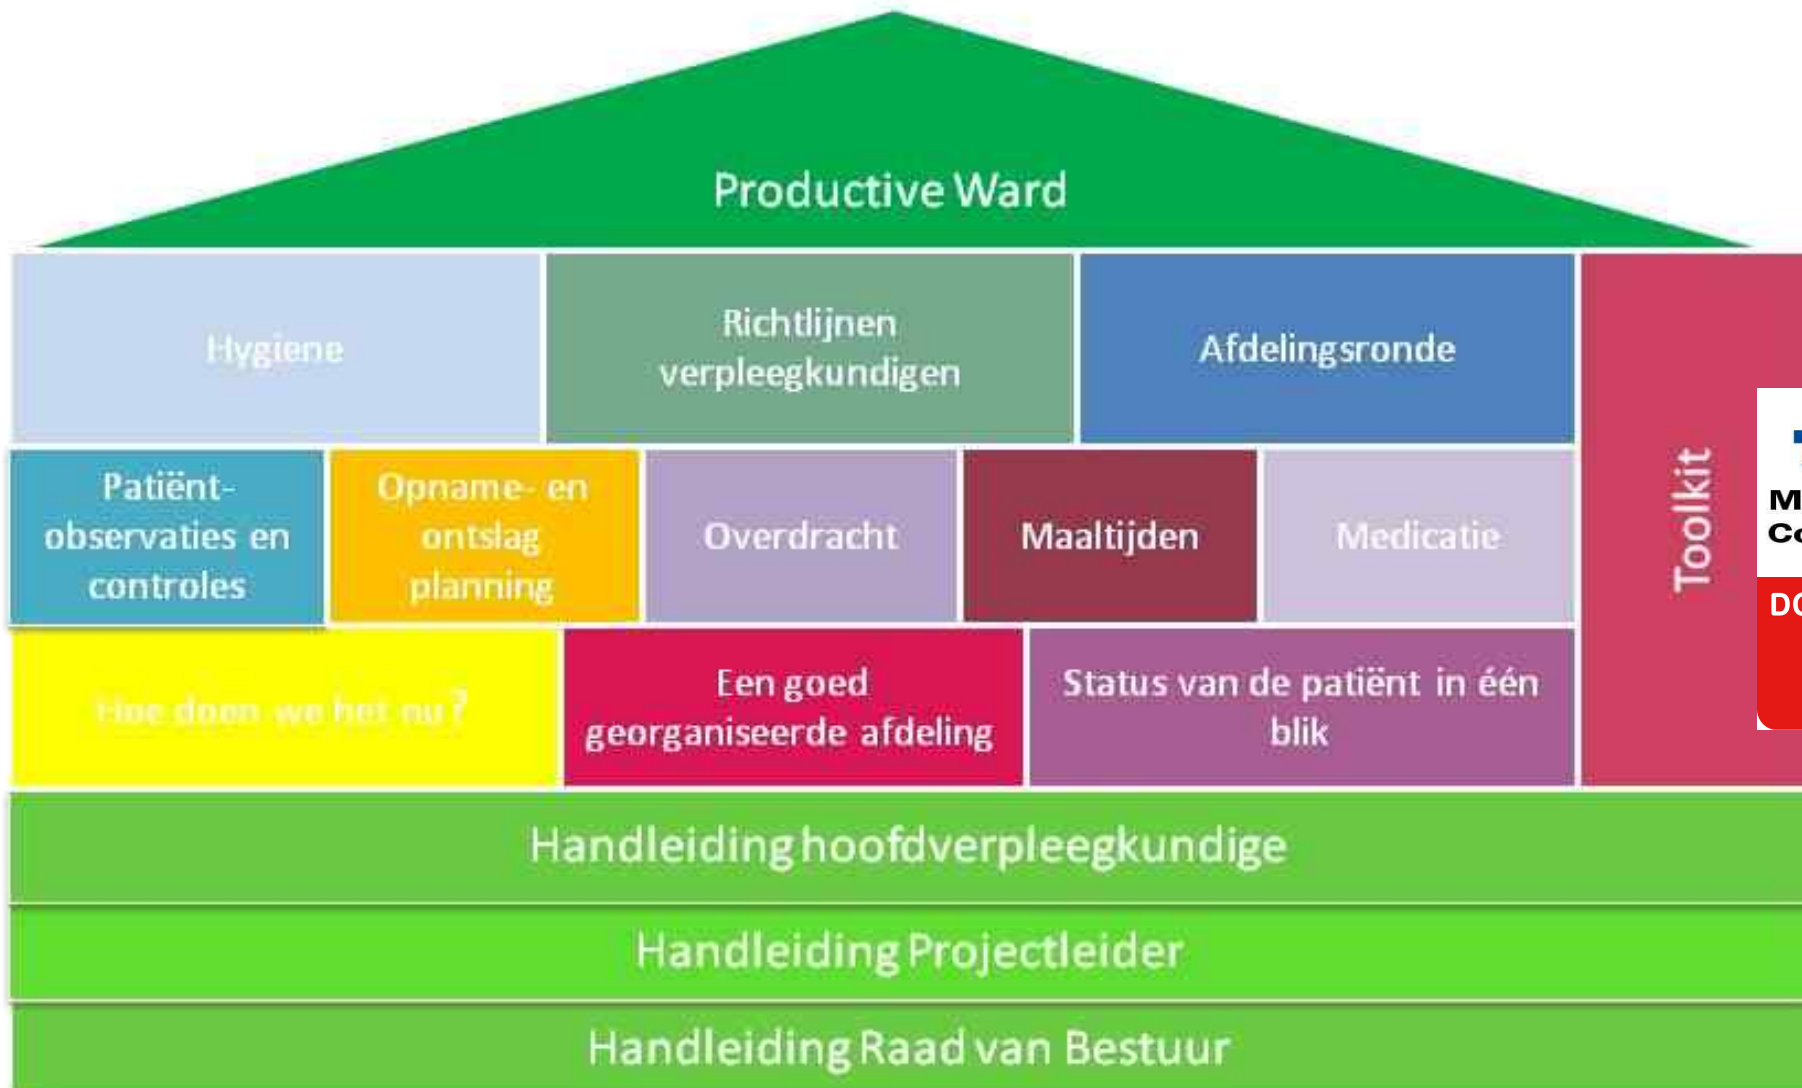 Productive Ward
Hygiene
Richtlijnen
verpleegkundigen
Afdelingsronde
Toolkit
Patiënt-
observaties en
controles
Opname- en
ontslag
planning
Overdracht
Maaltijden
Medicatie
Hoe doen we het nu?
Een goed
georganiseerde afdeling
Status van de patiënt in één
blik
Handleiding hoofdverpleegkundige
Handleiding Projectleider
Handleiding Raad van Bestuur